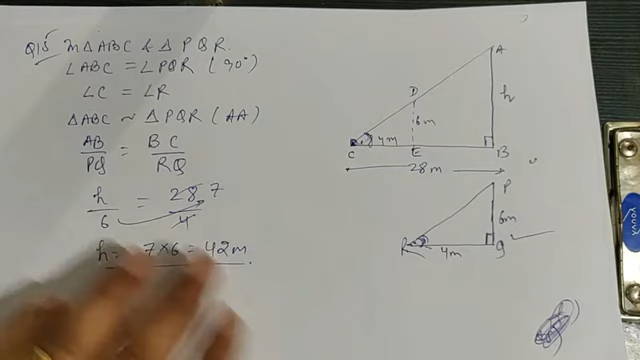 Q15 In △ABC & △PQR.
∠ABC = ∠PQR (90°)
∠C = ∠R
△ABC ~ △PQR (AA)
AB/PQ = BC/RQ
h/6 = 28/4 7
h = 7×6 = 42m
A
D
h
6m
4m
C
E
B
28m
P
6m
R
4m
Q